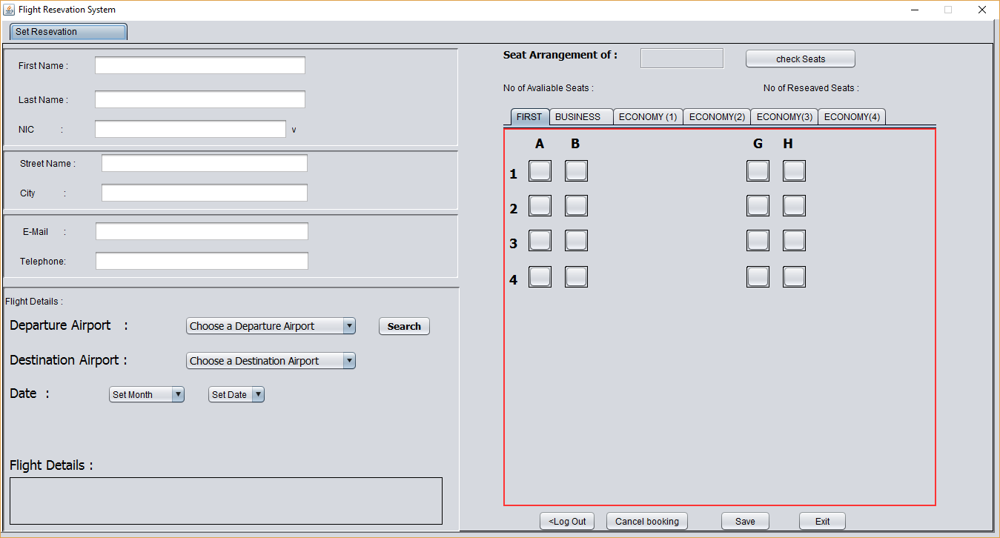 Flight Resevation System
Set Resevation
First Name :
Last Name :
NIC :
v
Street Name :
City :
E-Mail :
Telephone:
Flight Details :
Departure Airport :
Choose a Departure Airport
Search
Destination Airport :
Choose a Destination Airport
Date :
Set Month
Set Date
Flight Details :
Seat Arrangement of :
check Seats
No of Avaliable Seats :
No of Reseaved Seats :
FIRST BUSINESS ECONOMY (1) ECONOMY(2) ECONOMY(3) ECONOMY(4)
A B G H
1
2
3
4
<Log Out Cancel booking Save Exit